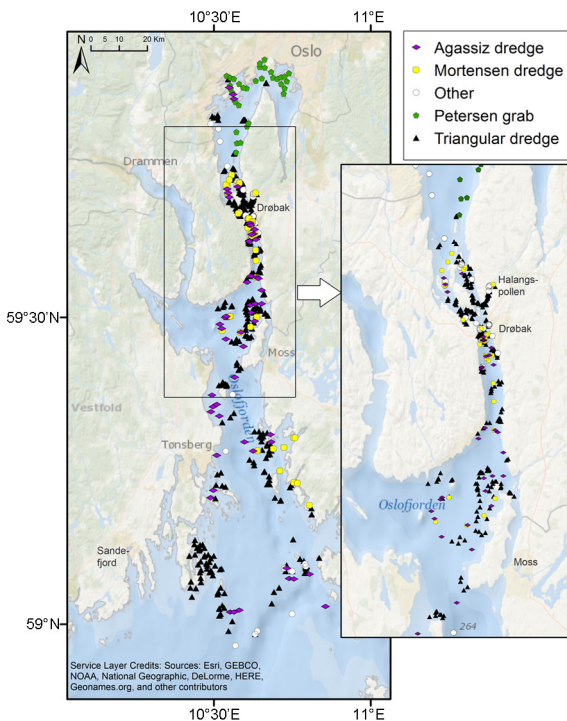 10°30'E
11°E
N
0 5 10 20 Km
Oslo
Agassiz dredge
Mortensen dredge
Other
Petersen grab
Triangular dredge
Drammen
Drøbak
Halangs-
pollen
Drøbak
59°30'
Moss
Oslofjorden
Vestfold
Tønsberg
Oslofjorden
Sande-
fjord
Moss
59°N
264
Service Layer Credits: Sources: Esri, GEBCO,
NOAA, National Geographic, DeLorme, HERE,
Geonames.org, and other contributors
10°30'E
11°E